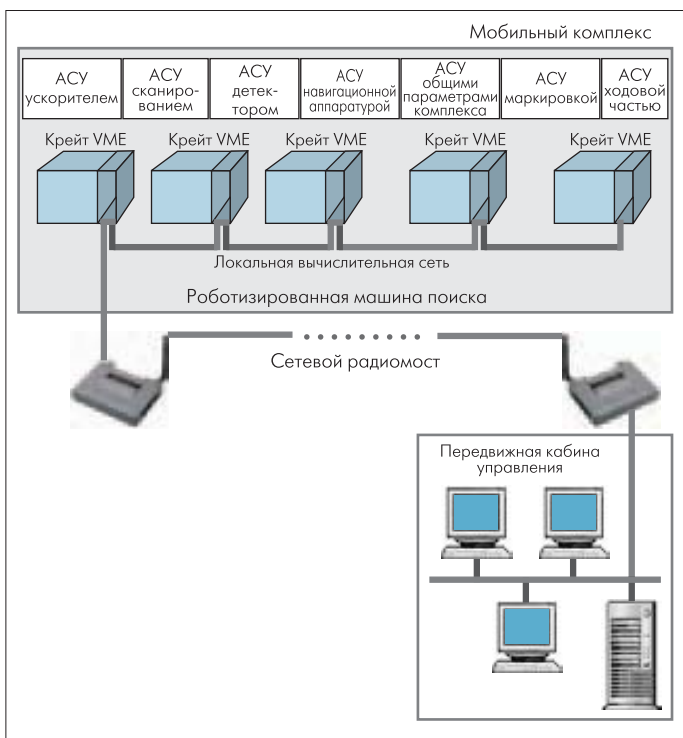 Мобильный комплекс
АСУ
ускорителем
АСУ
сканиро-
ванием
АСУ
детек-
тором
АСУ
навигационной
аппаратурой
АСУ
общими
параметрами
комплекса
АСУ
маркировкой
АСУ
ходовой
частью
Крейт VME
Крейт VME
Крейт VME
Крейт VME
Крейт VME
Локальная вычислительная сеть
Роботизированная машина поиска
Сетевой радиомост
Передвижная кабина
управления